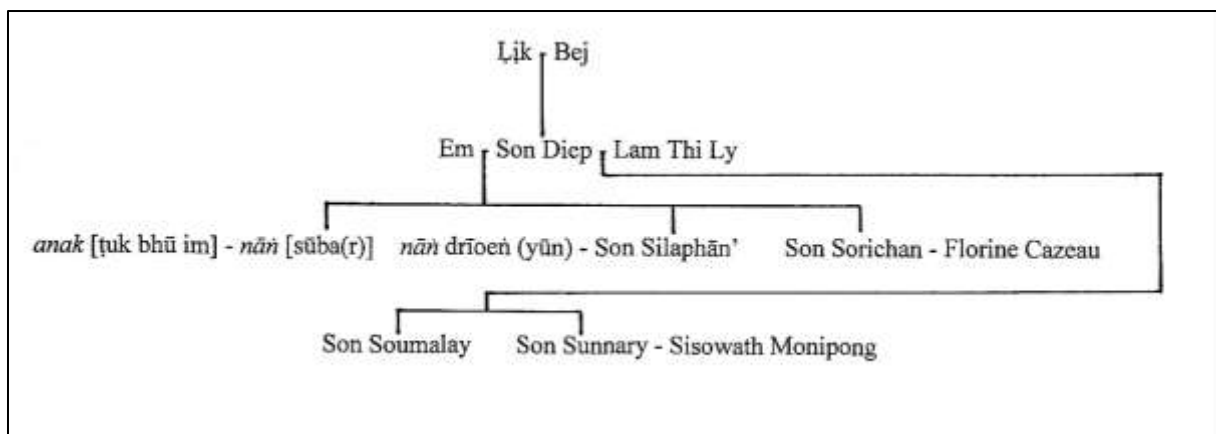 Ḷịk - Bej
Em - Son Diep - Lam Thi Ly
anak [ṭuk bhū im] - nāṅ [sūba(r)] nāṅ drīoeṅ (yūn) - Son Silaphān’ Son Sorichan - Florine Cazeau
Son Soumalay Son Sunnary - Sisowath Monipong